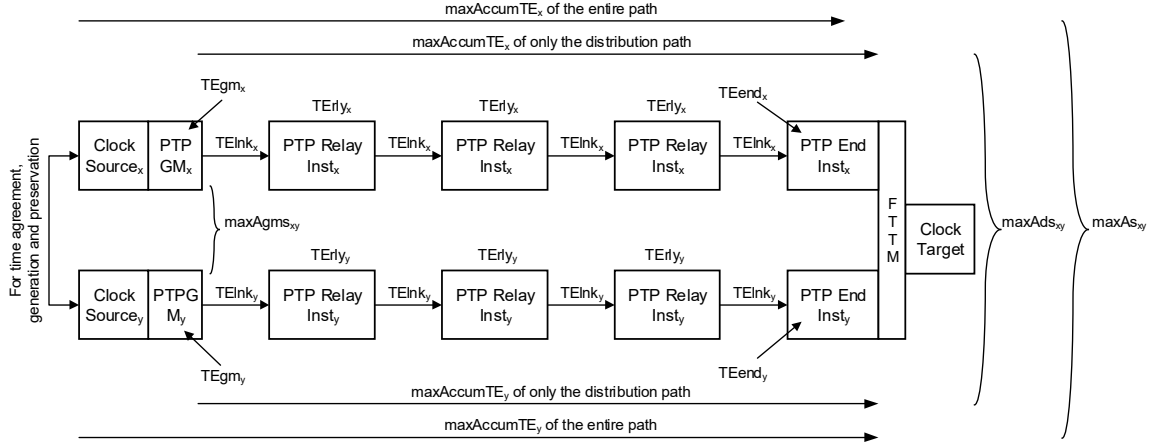 maxAccumTEx of the entire path
maxAccumTEx of only the distribution path
TEgmx
TErlyx
TErlyx
TErlyx
TEendx
Clock
Sourcex
PTP
GMx
TElnkx
PTP Relay
Instx
TElnkx
PTP Relay
Instx
TElnkx
PTP Relay
Instx
TElnkx
PTP End
Instx
For time agreement,
generation and preservation
maxAgmsxy
F
T
T
M
Clock
Target
maxAdsxy
maxAsxy
TErlyy
TErlyy
TErlyy
Clock
Sourcey
PTPG
My
TElnky
PTP Relay
Insty
TElnky
PTP Relay
Insty
TElnky
PTP Relay
Insty
TElnky
PTP End
Insty
TEgmy
TEendy
maxAccumTEy of only the distribution path
maxAccumTEy of the entire path